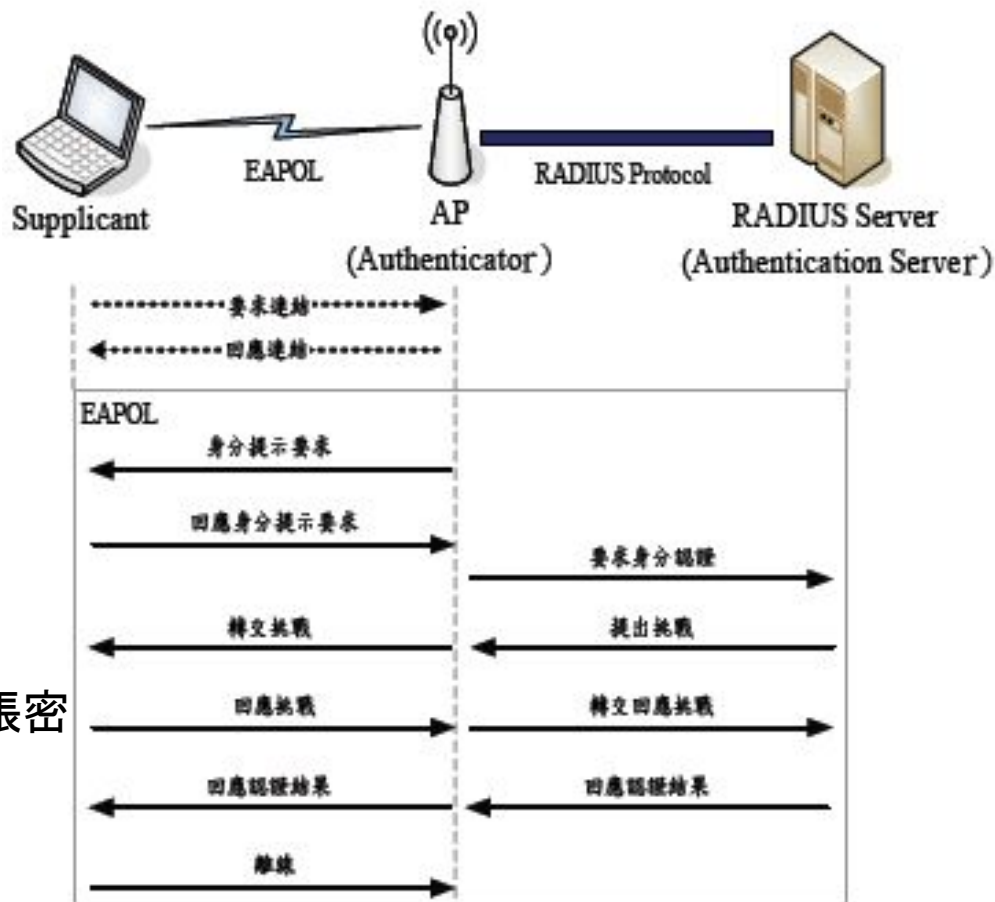 EAPOL
RADIUS Protocol
Supplicant
AP
(Authenticator)
RADIUS Server
(Authentication Server)
要求連結
回應連結
EAPOL
身分提示要求
回應身分提示要求
要求身分認證
轉交挑戰
提出挑戰
帳密
回應挑戰
轉交回應挑戰
回應認證結果
回應認證結果
離線